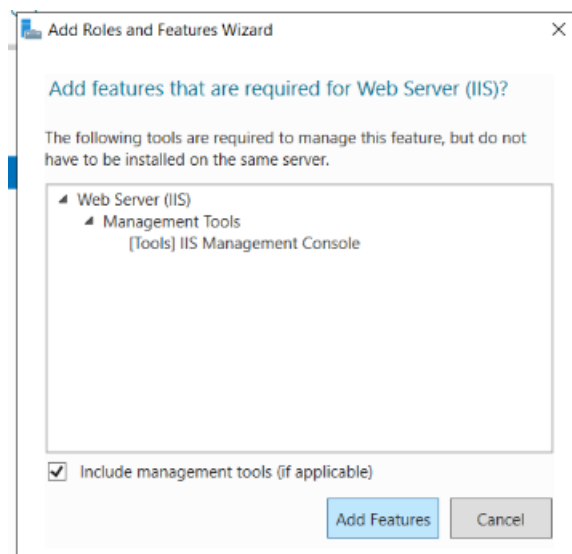 Add Roles and Features Wizard
Add features that are required for Web Server (IIS)?
The following tools are required to manage this feature, but do not
have to be installed on the same server.
Web Server (IIS)
Management Tools
[Tools] IIS Management Console
Include management tools (if applicable)
Add Features
Cancel